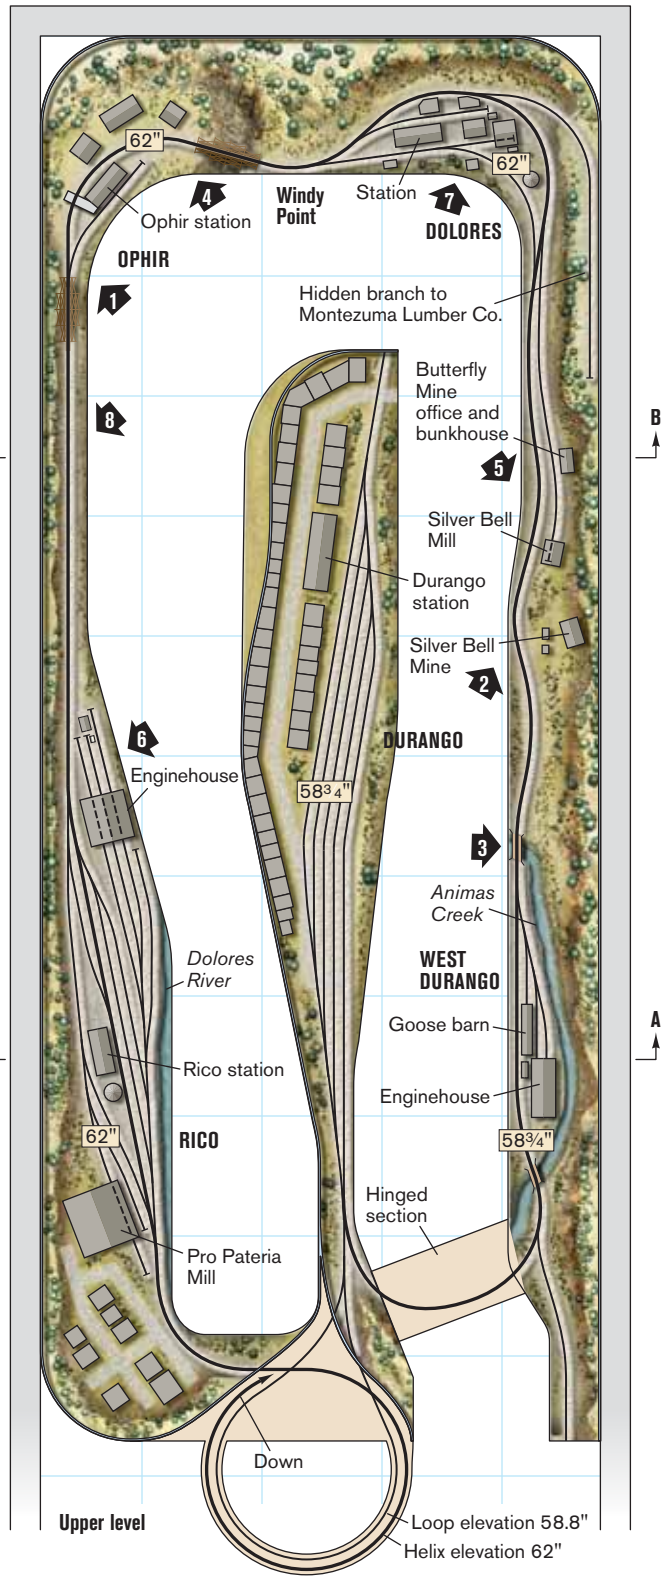 62"
62"
4
Windy
Point
Station
7
Ophir station
DOLORES
OPHIR
1
Hidden branch to
Montezuma Lumber Co.
8
Butterfly
Mine
office and
bunkhouse
B
5
Silver Bell
Mill
Durango
station
Silver Bell
Mine
2
6
DURANGO
Enginehouse
58 3 4"
3
Animas
Creek
Dolores
River
WEST
DURANGO
Goose barn
A
Rico station
Enginehouse
62"
RICO
58¾"
Hinged
section
Pro Pateria
Mill
Down
Upper level
Loop elevation 58.8"
Helix elevation 62"